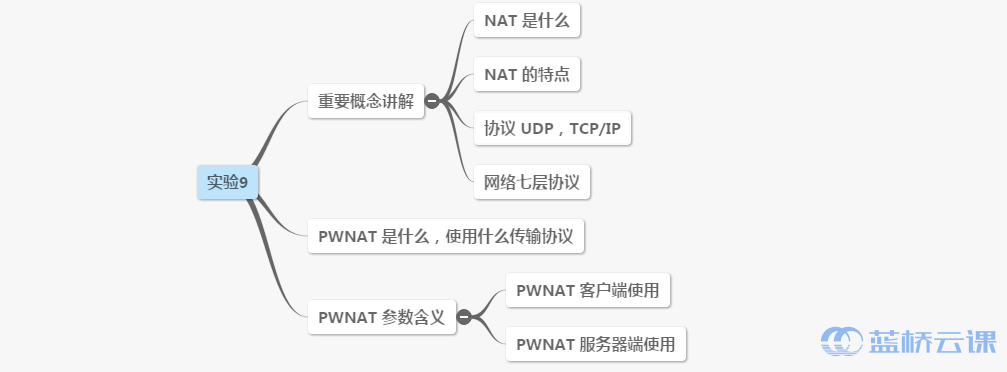 实验9
重要概念讲解
NAT 是什么
NAT 的特点
协议 UDP，TCP/IP
网络七层协议
PWNAT 是什么，使用什么传输协议
PWNAT 参数含义
PWNAT 客户端使用
PWNAT 服务器端使用
蓝桥云课